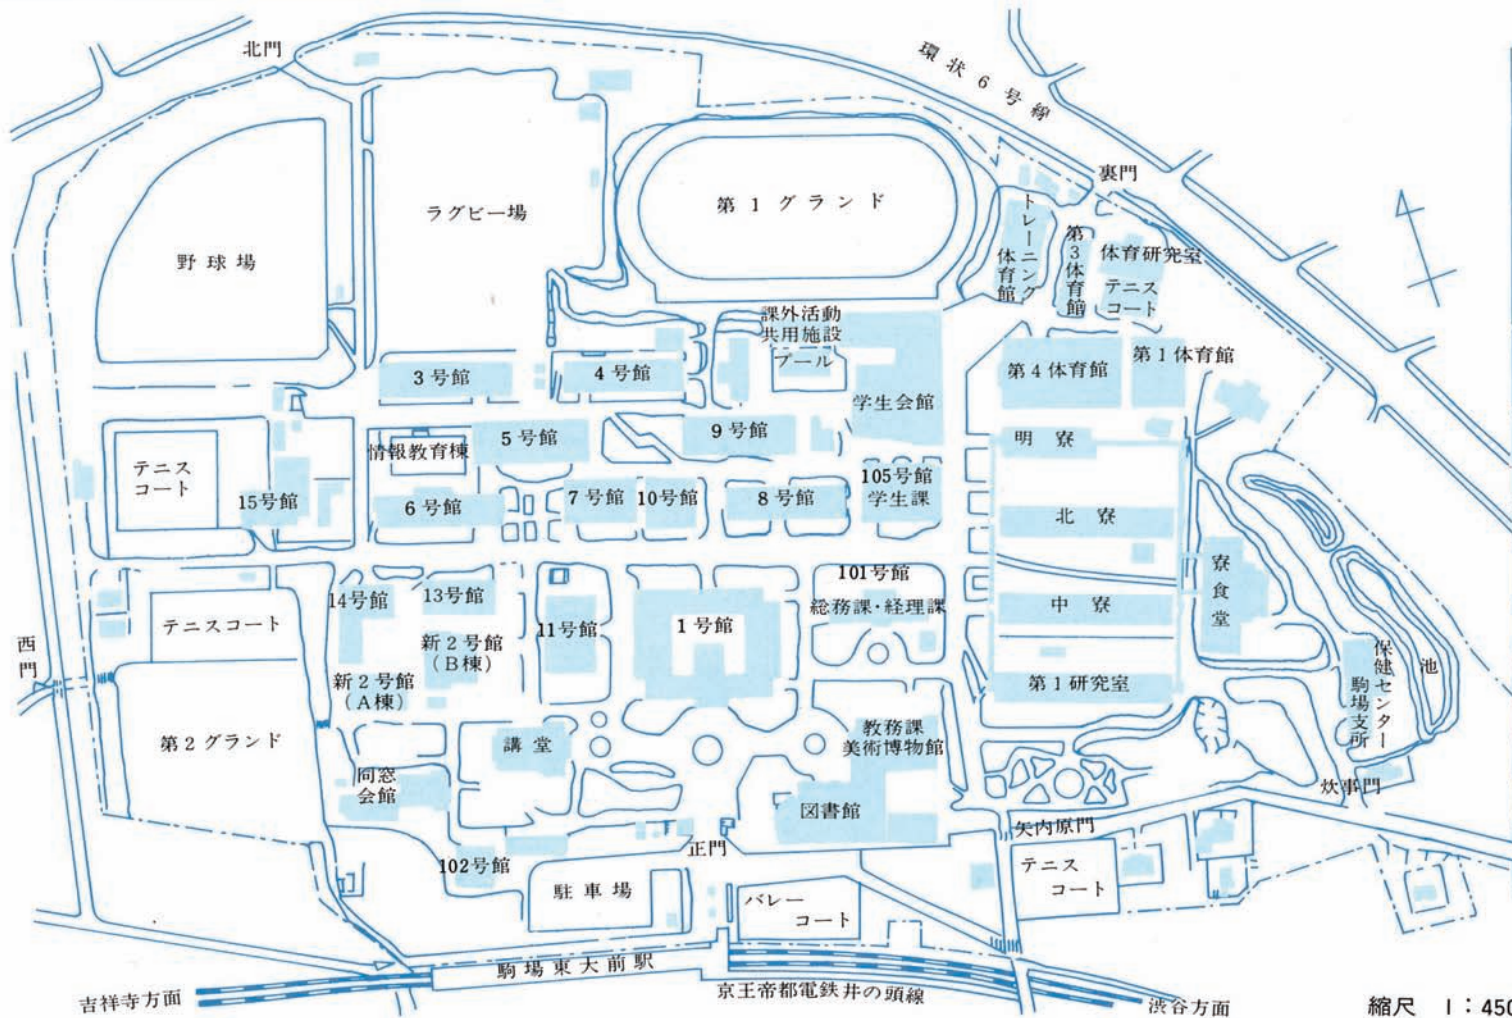 北門
環状6号線
裏門
野球場
ラグビー場
第1グランド
トレーニング
体育館
第3体育館
体育研究室
テニス
コート
課外活動
共用施設
プール
3号館
4号館
学生会館
第4体育館
第1体育館
テニス
コート
15号館
情報教育棟
5号館
9号館
明寮
6号館
7号館
10号館
8号館
105号館
学生課
北寮
寮食堂
西門
テニスコート
14号館
13号館
新2号館
(B棟)
新2号館
(A棟)
11号館
1号館
101号館
総務課・経理課
中寮
第1研究室
保健センター
駒場支所
池
第2グランド
同窓
会館
講堂
教務課
美術博物館
図書館
炊事門
矢内原門
102号館
正門
駐車場
バレー
コート
テニス
コート
駒場東大前駅
吉祥寺方面
京王帝都電鉄井の頭線
渋谷方面
縮尺 1:450